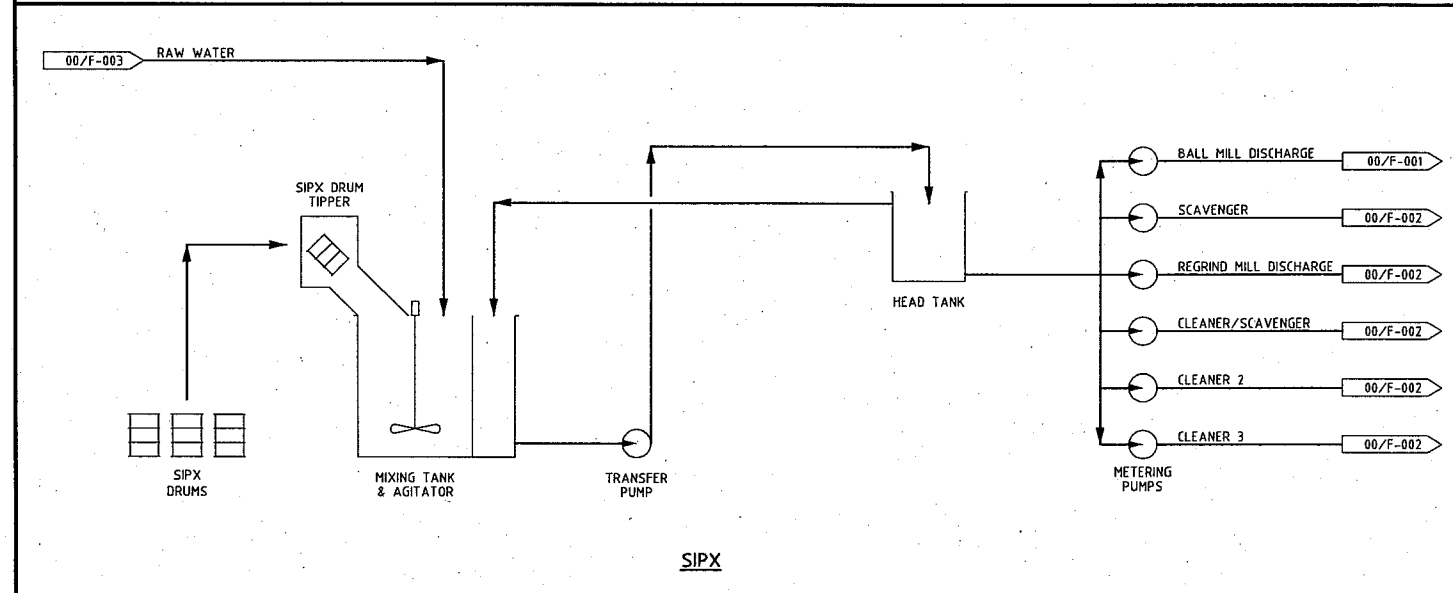 00/F-003
RAW WATER
SIPX DRUM
TIPPER
SIPX
DRUMS
MIXING TANK
& AGITATOR
TRANSFER
PUMP
HEAD TANK
BALL MILL DISCHARGE
00/F-001
SCAVENGER
00/F-002
REGRIND MILL DISCHARGE
00/F-002
CLEANER/SCAVENGER
00/F-002
CLEANER 2
00/F-002
CLEANER 3
00/F-002
METERING
PUMPS
SIPX